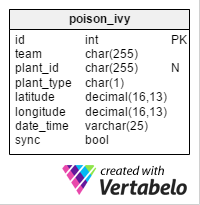 poison_ivy
id int PK
team char(255)
plant_id char(255) N
plant_type char(1)
latitude decimal(16,13)
longitude decimal(16,13)
date_time varchar(25)
sync bool
created with
Vertabelo